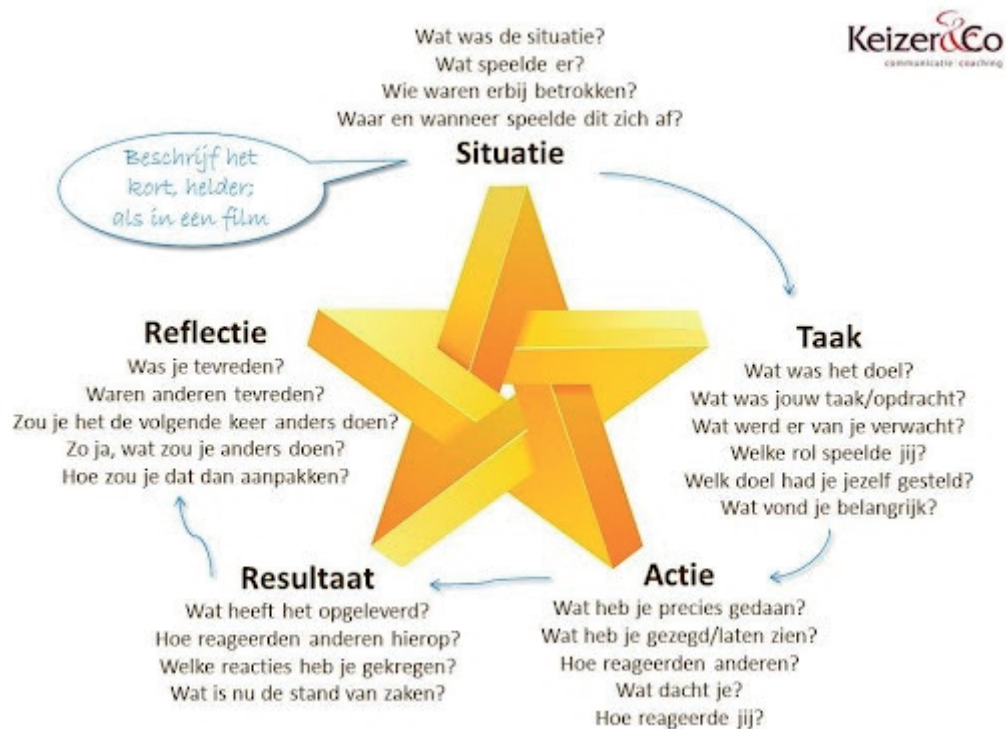 Keizer&Co
communicatie coaching
Wat was de situatie?
Wat speelde er?
Wie waren erbij betrokken?
Waar en wanneer speelde dit zich af?
Situatie
Beschrijf het
kort, helder;
als in een film
Taak
Wat was het doel?
Wat was jouw taak/opdracht?
Wat werd er van je verwacht?
Welke rol speelde jij?
Welk doel had je jezelf gesteld?
Wat vond je belangrijk?
Actie
Wat heb je precies gedaan?
Wat heb je gezegd/laten zien?
Hoe reageerden anderen?
Wat dacht je?
Hoe reageerde jij?
Resultaat
Wat heeft het opgeleverd?
Hoe reageerden anderen hierop?
Welke reacties heb je gekregen?
Wat is nu de stand van zaken?
Reflectie
Was je tevreden?
Waren anderen tevreden?
Zou je het de volgende keer anders doen?
Zo ja, wat zou je anders doen?
Hoe zou je dat dan aanpakken?